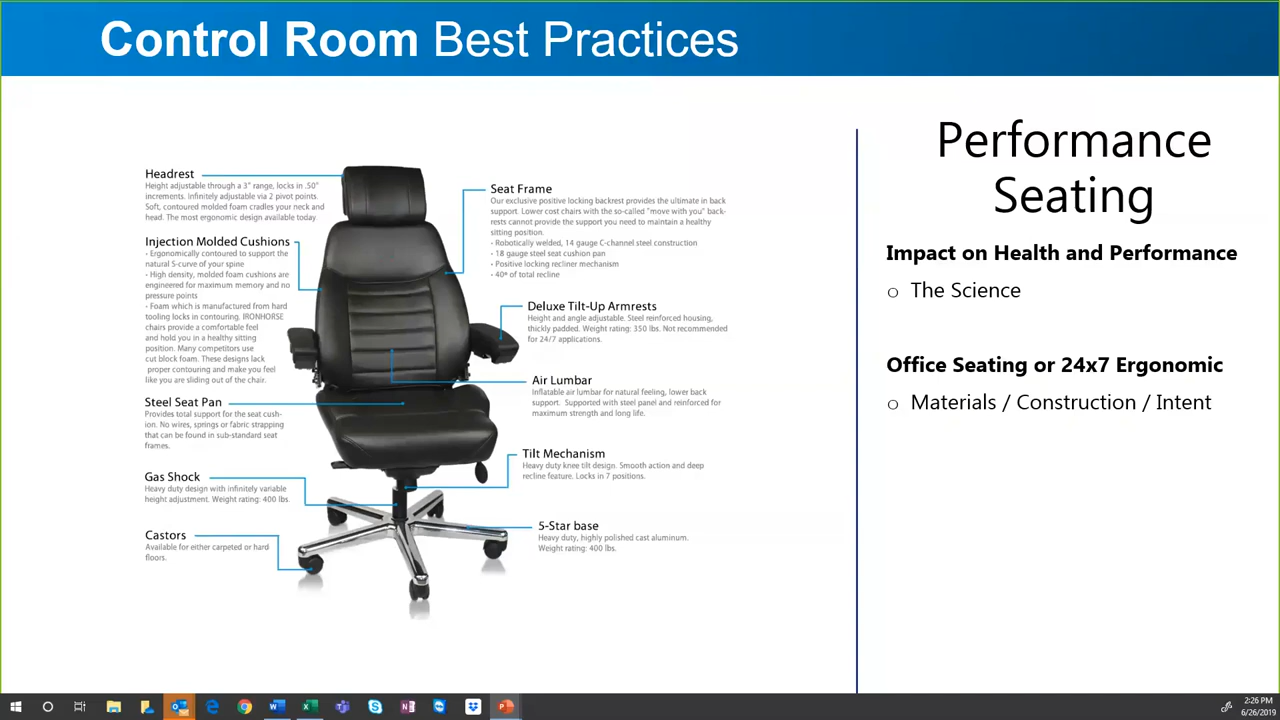 Control Room Best Practices
Performance
Seating
Impact on Health and Performance
The Science
Office Seating or 24x7 Ergonomic
Materials / Construction / Intent
Headrest
Height adjustable through a 3" range, locks in .50"
increments. Infinitely adjustable via 2 pivot points.
Soft, contoured molded foam cradles your neck and
head. The most ergonomic design available today.
Injection Molded Cushions
- Ergonomically contoured to support the
natural S-curve of your spine
- High density, molded foam cushions are
engineered for maximum memory and no
pressure points
- Foam which is manufactured from hard
tooling locks in contouring. IRONHORSE
chairs provide a comfortable feel
and hold you in a healthy sitting
position. Many competitors use
cut block foam. These designs lack
proper contouring and make you feel
like you are sliding out of the chair.
Steel Seat Pan
Provides total support for the seat cush-
ion. No wires, springs or fabric strapping
that can be found in sub-standard seat
frames.
Gas Shock
Heavy duty design with infinitely variable
height adjustment. Weight rating: 400 lbs.
Castors
Available for either carpeted or hard
floors.
Seat Frame
Our exclusive positive locking backrest provides the ultimate in back
support. Lower cost chairs with the so-called "move with you" back-
rests cannot provide the support you need to maintain a healthy
sitting position.
- Robotically welded, 14 gauge C-channel steel construction
- 18 gauge steel seat cushion pan
- Positive locking recliner mechanism
- 40º of total recline
Deluxe Tilt-Up Armrests
Height and angle adjustable. Steel reinforced housing,
thickly padded. Weight rating: 350 lbs. Not recommended
for 24/7 applications.
Air Lumbar
Inflatable air lumbar for natural feeling, lower back
support. Supported with steel panel and reinforced for
maximum strength and long life.
Tilt Mechanism
Heavy duty knee tilt design. Smooth action and deep
recline feature. Locks in 7 positions.
5-Star base
Heavy duty, highly polished cast aluminum.
Weight rating: 400 lbs.
2:26 PM
6/26/2019